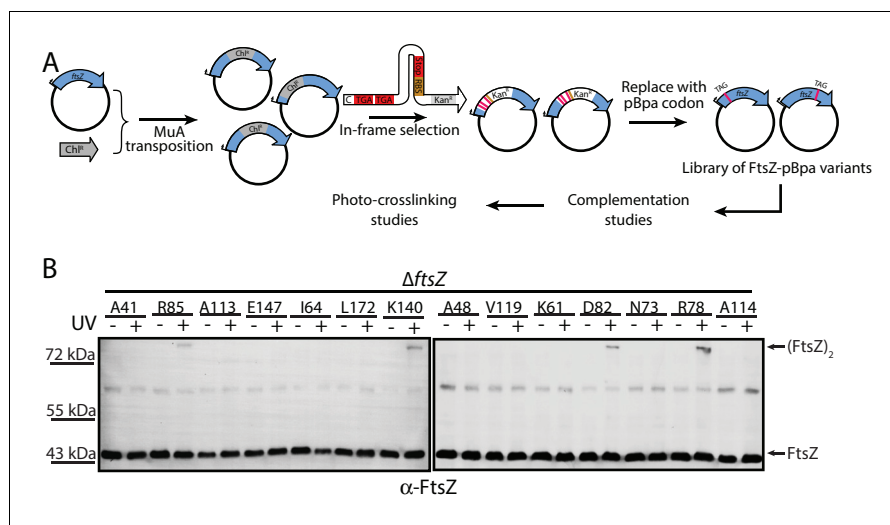 A
ftsZ
Chlᴿ
MuA
transposition
Chlᴿ
Chlᴿ
Chlᴿ
C TGA TGA
Stop
RBS
Kanᴿ
In-frame selection
Kanᴿ
Kanᴿ
Replace with
pBpa codon
TAG
ftsZ
TAG
ftsZ
Library of FtsZ-pBpa variants
Complementation
studies
Photo-crosslinking
studies
B
ΔftsZ
A41 R85 A113 E147 I64 L172 K140 A48 V119 K61 D82 N73 R78 A114
UV - + - + - + - + - + - + - + - + - + - + - + - + - + - +
72 kDa
(FtsZ)₂
55 kDa
43 kDa
FtsZ
α-FtsZ